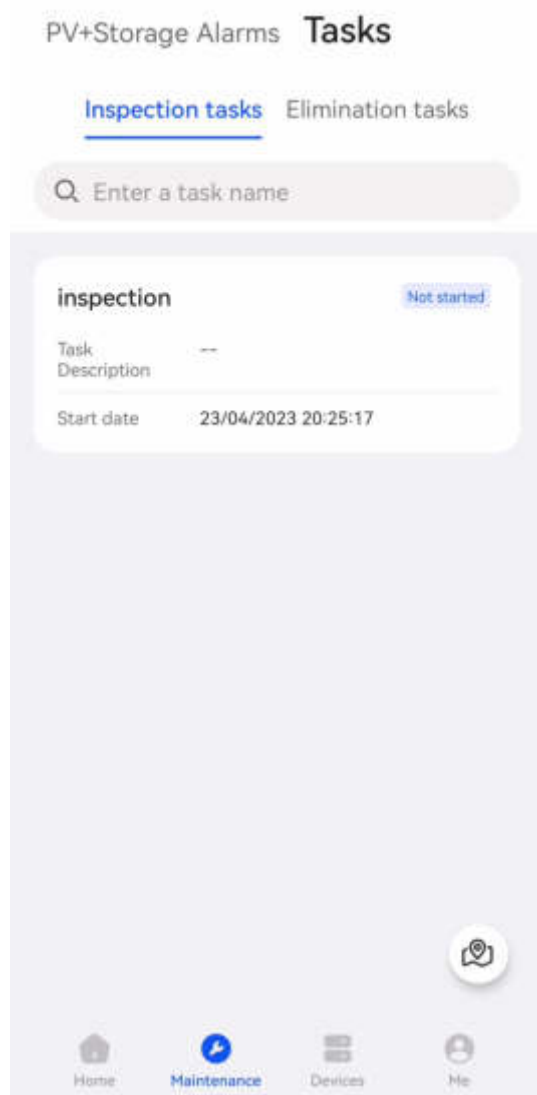 PV+Storage Alarms Tasks
Inspection tasks Elimination tasks
Enter a task name
inspection Not started
Task
Description --
Start date 23/04/2023 20:25:17
Home Maintenance Devices Me